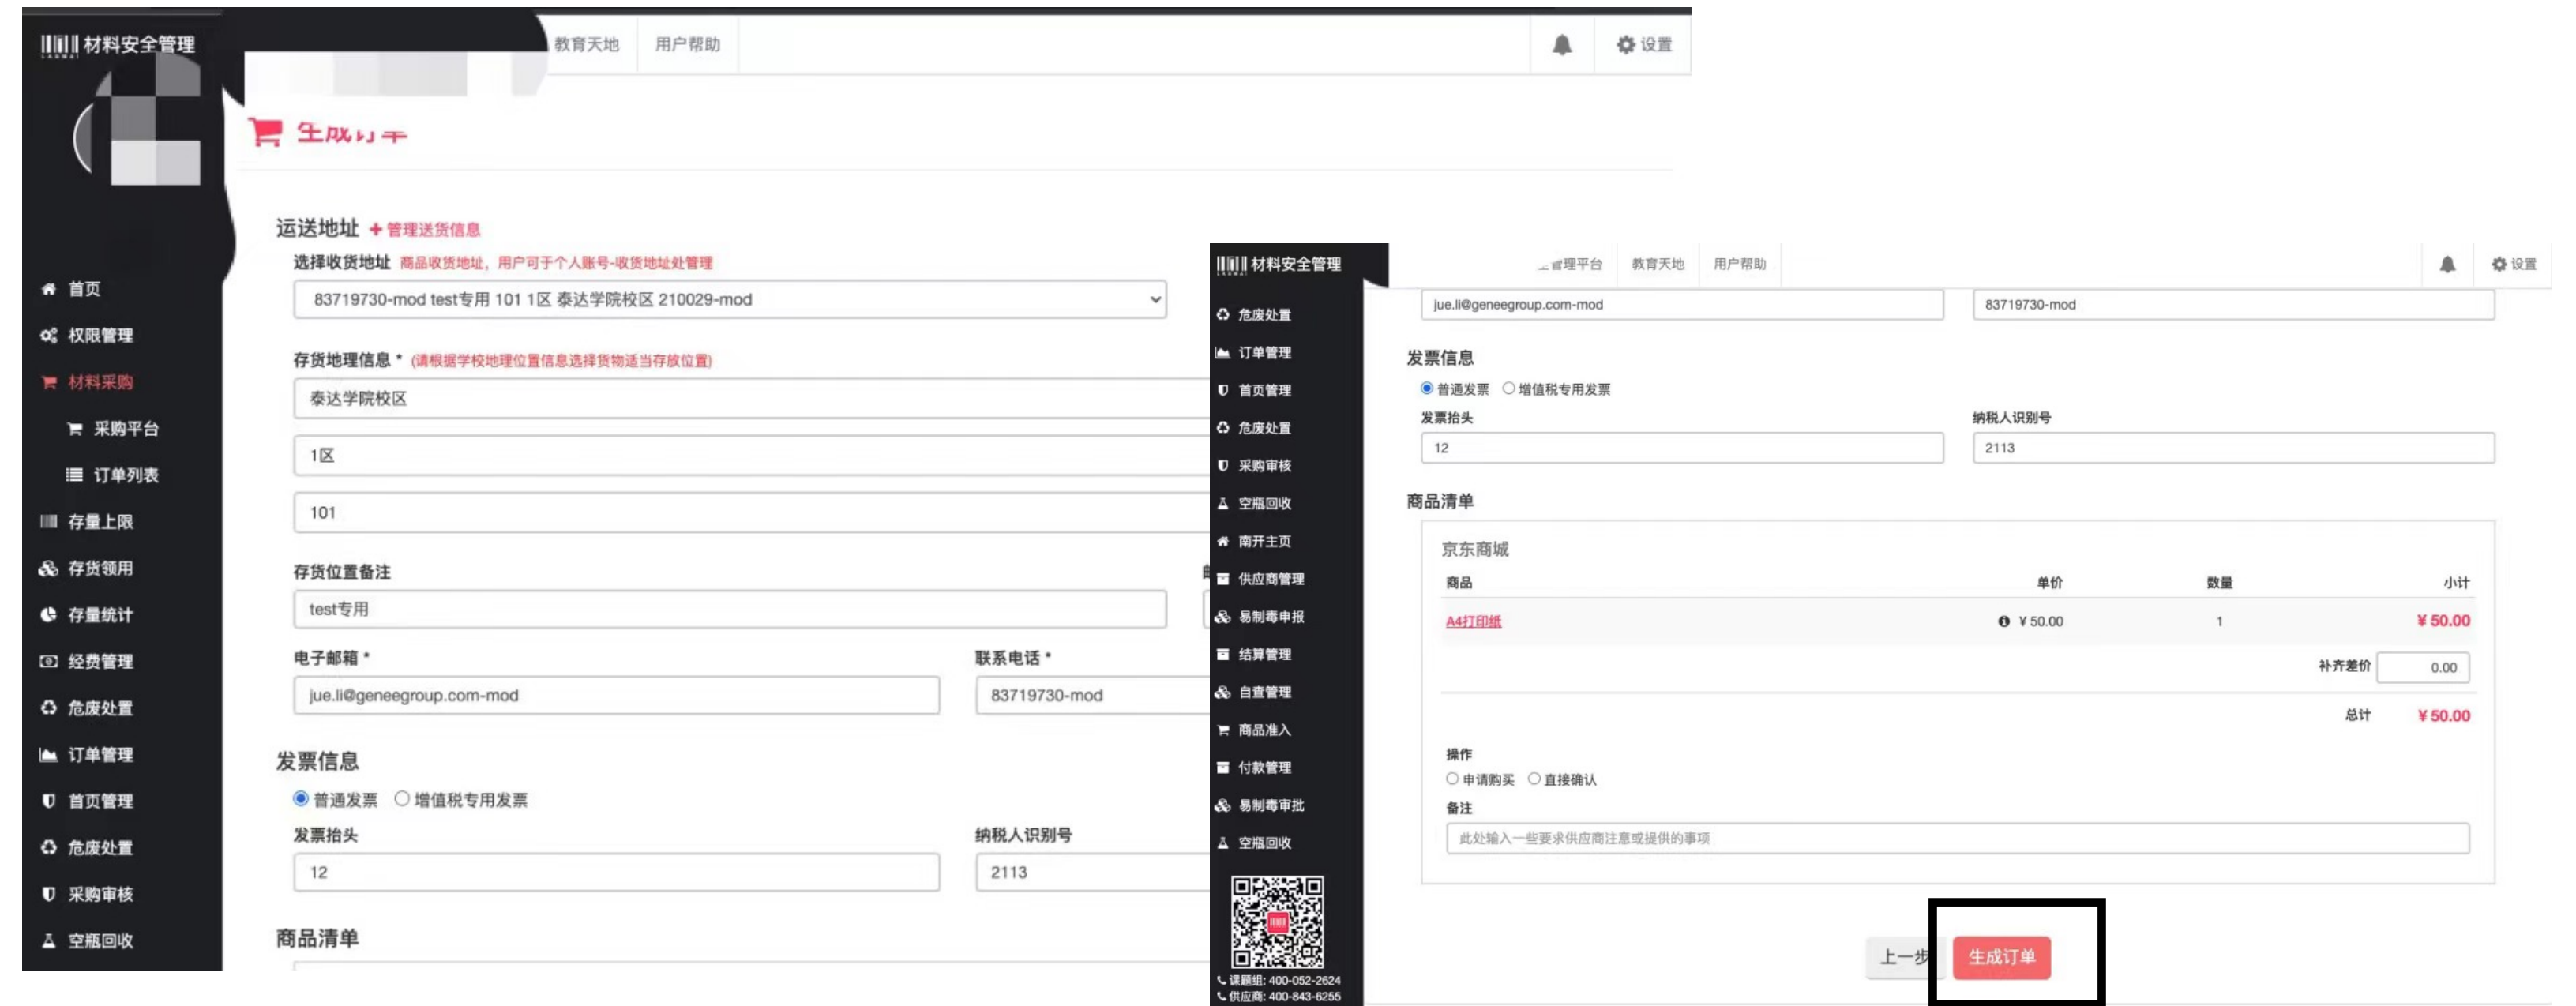 材料安全管理
教育天地
用户帮助
设置
生成订单
运送地址 + 管理送货信息
选择收货地址 商品收货地址，用户可于个人账号-收货地址处管理
83719730-mod test专用 101 1区 泰达学院校区 210029-mod
存货地理信息 * (请根据学校地理位置信息选择货物适当存放位置)
泰达学院校区
1区
101
存货位置备注
test专用
电子邮箱 *
联系电话 *
jue.li@geneegroup.com-mod
83719730-mod
发票信息
普通发票 增值税专用发票
发票抬头
纳税人识别号
12
2113
商品清单
首页
权限管理
材料采购
采购平台
订单列表
存量上限
存货领用
存量统计
经费管理
危废处置
订单管理
首页管理
危废处置
采购审核
空瓶回收
材料安全管理
管理平台
教育天地
用户帮助
设置
危废处置
订单管理
首页管理
危废处置
采购审核
空瓶回收
南开主页
供应商管理
易制毒申报
结算管理
自查管理
商品准入
付款管理
易制毒审批
空瓶回收
课题组: 400-052-2624
供应商: 400-843-6255
jue.li@geneegroup.com-mod
83719730-mod
发票信息
普通发票 增值税专用发票
发票抬头
纳税人识别号
12
2113
商品清单
京东商城
商品 单价 数量 小计
A4打印纸 ¥ 50.00 1 ¥ 50.00
补齐差价 0.00
总计 ¥ 50.00
操作
申请购买 直接确认
备注
此处输入一些要求供应商注意或提供的事项
上一步
生成订单